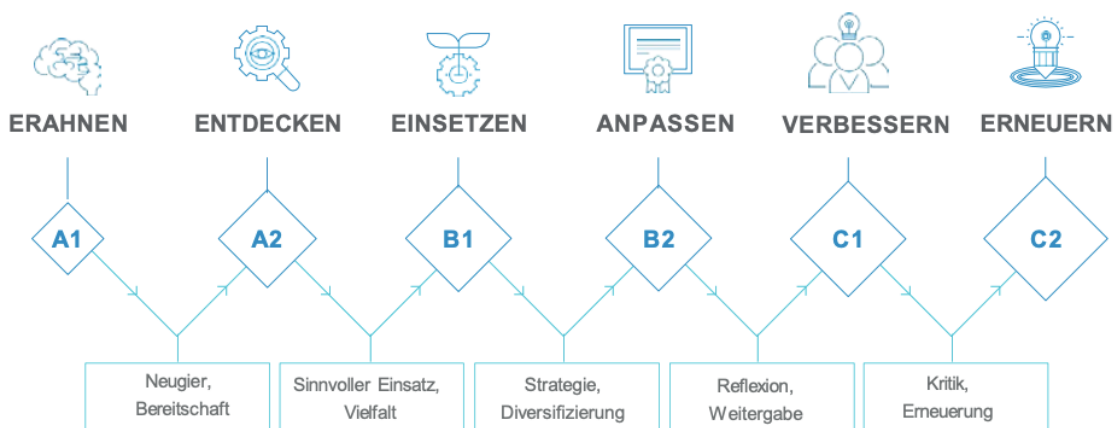 ERAHNEN
ENTDECKEN
EINSETZEN
ANPASSEN
VERBESSERN
ERNEUERN
A1
A2
B1
B2
C1
C2
Neugier,
Bereitschaft
Sinnvoller Einsatz,
Vielfalt
Strategie,
Diversifizierung
Reflexion,
Weitergabe
Kritik,
Erneuerung